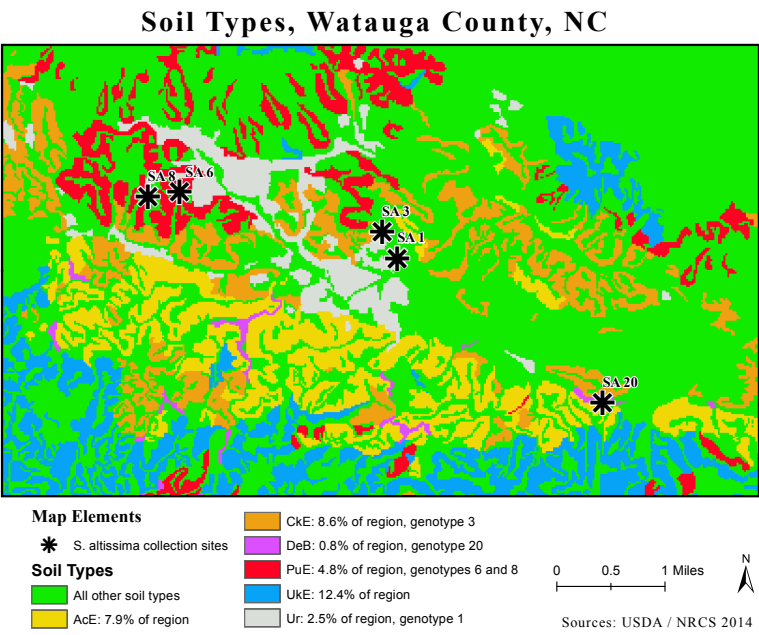 Soil Types, Watauga County, NC
SA 8
SA 6
SA 3
SA 1
SA 20
Map Elements
S. altissima collection sites
Soil Types
All other soil types
AcE: 7.9% of region
CkE: 8.6% of region, genotype 3
DeB: 0.8% of region, genotype 20
PuE: 4.8% of region, genotypes 6 and 8
UkE: 12.4% of region
Ur: 2.5% of region, genotype 1
0 0.5 1 Miles
N
Sources: USDA / NRCS 2014